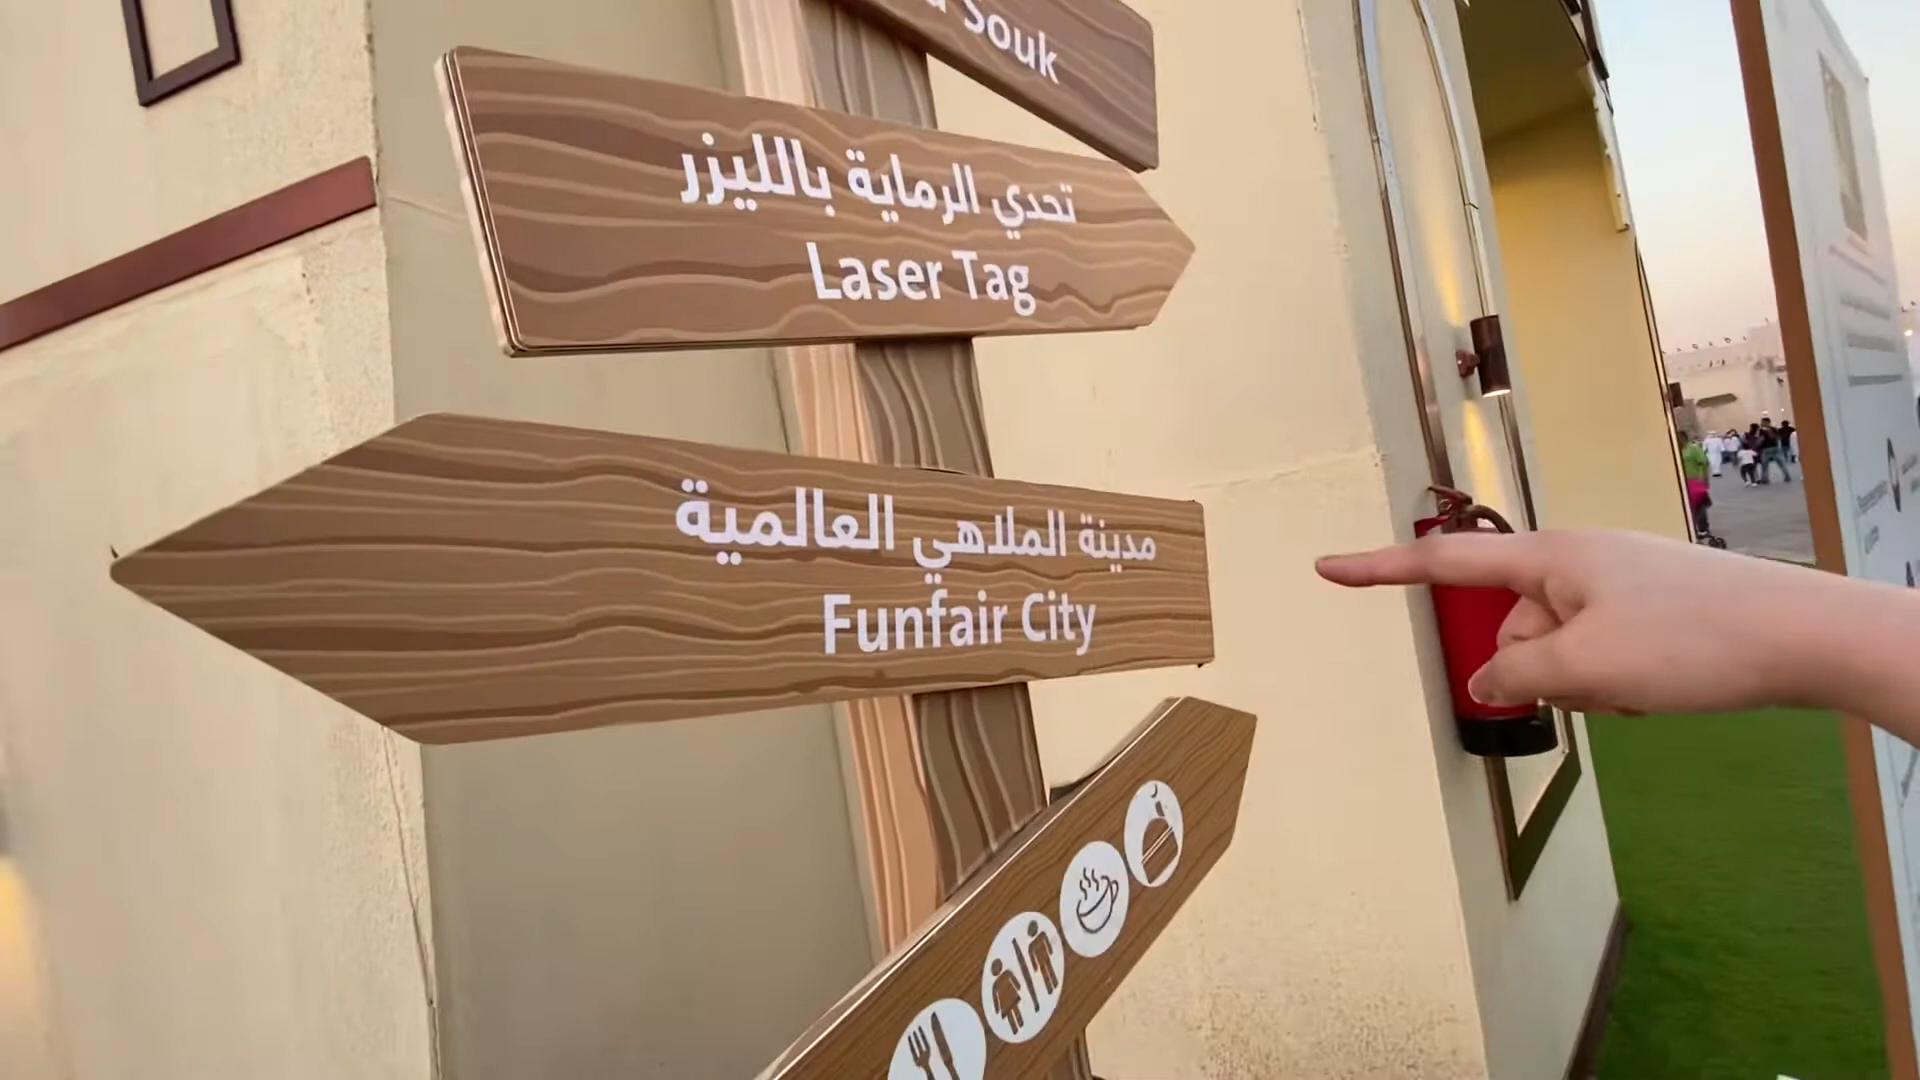 Souk
تحدي الرماية بالليزر
Laser Tag
مدينة الملاهي العالمية
Funfair City